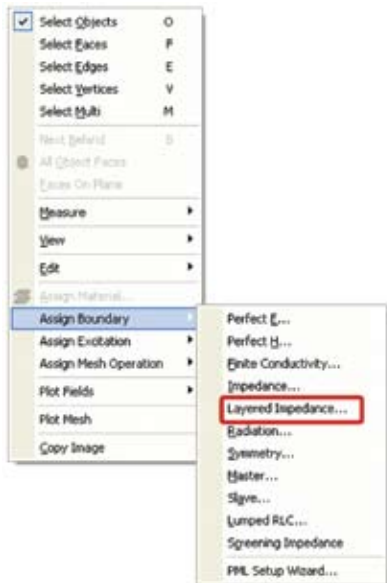 Select Objects O
Select Faces F
Select Edges E
Select Vertices V
Select Multi M
Next Behind B
All Object Faces
Faces On Plane
Measure
View
Edit
Assign Material...
Assign Boundary
Assign Excitation
Assign Mesh Operation
Plot Fields
Plot Mesh
Copy Image
Perfect E...
Perfect H...
Finite Conductivity...
Impedance...
Layered Impedance...
Radiation...
Symmetry...
Master...
Slave...
Lumped RLC...
Screening Impedance
PML Setup Wizard...